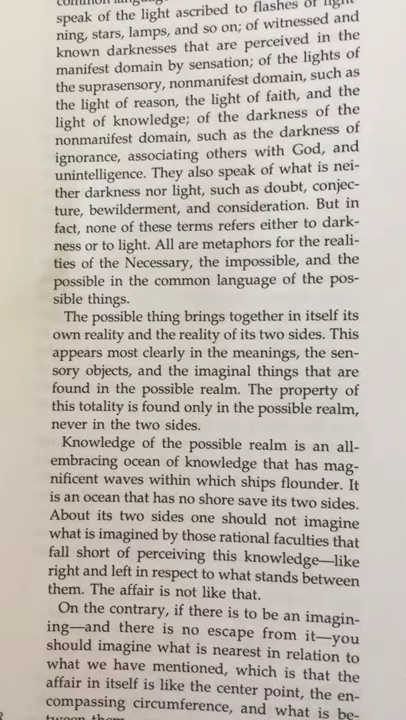 speak of the light ascribed to flashes of light-
ning, stars, lamps, and so on; of witnessed and
known darknesses that are perceived in the
manifest domain by sensation; of the lights of
the suprasensory, nonmanifest domain, such as
the light of reason, the light of faith, and the
light of knowledge; of the darkness of the
nonmanifest domain, such as the darkness of
ignorance, associating others with God, and
unintelligence. They also speak of what is nei-
ther darkness nor light, such as doubt, conjec-
ture, bewilderment, and consideration. But in
fact, none of these terms refers either to dark-
ness or to light. All are metaphors for the reali-
ties of the Necessary, the impossible, and the
possible in the common language of the pos-
sible things.
The possible thing brings together in itself its
own reality and the reality of its two sides. This
appears most clearly in the meanings, the sen-
sory objects, and the imaginal things that are
found in the possible realm. The property of
this totality is found only in the possible realm,
never in the two sides.
Knowledge of the possible realm is an all-
embracing ocean of knowledge that has mag-
nificent waves within which ships flounder. It
is an ocean that has no shore save its two sides.
About its two sides one should not imagine
what is imagined by those rational faculties that
fall short of perceiving this knowledge—like
right and left in respect to what stands between
them. The affair is not like that.
On the contrary, if there is to be an imagin-
ing—and there is no escape from it—you
should imagine what is nearest in relation to
what we have mentioned, which is that the
affair in itself is like the center point, the en-
compassing circumference, and what is be-
tween them